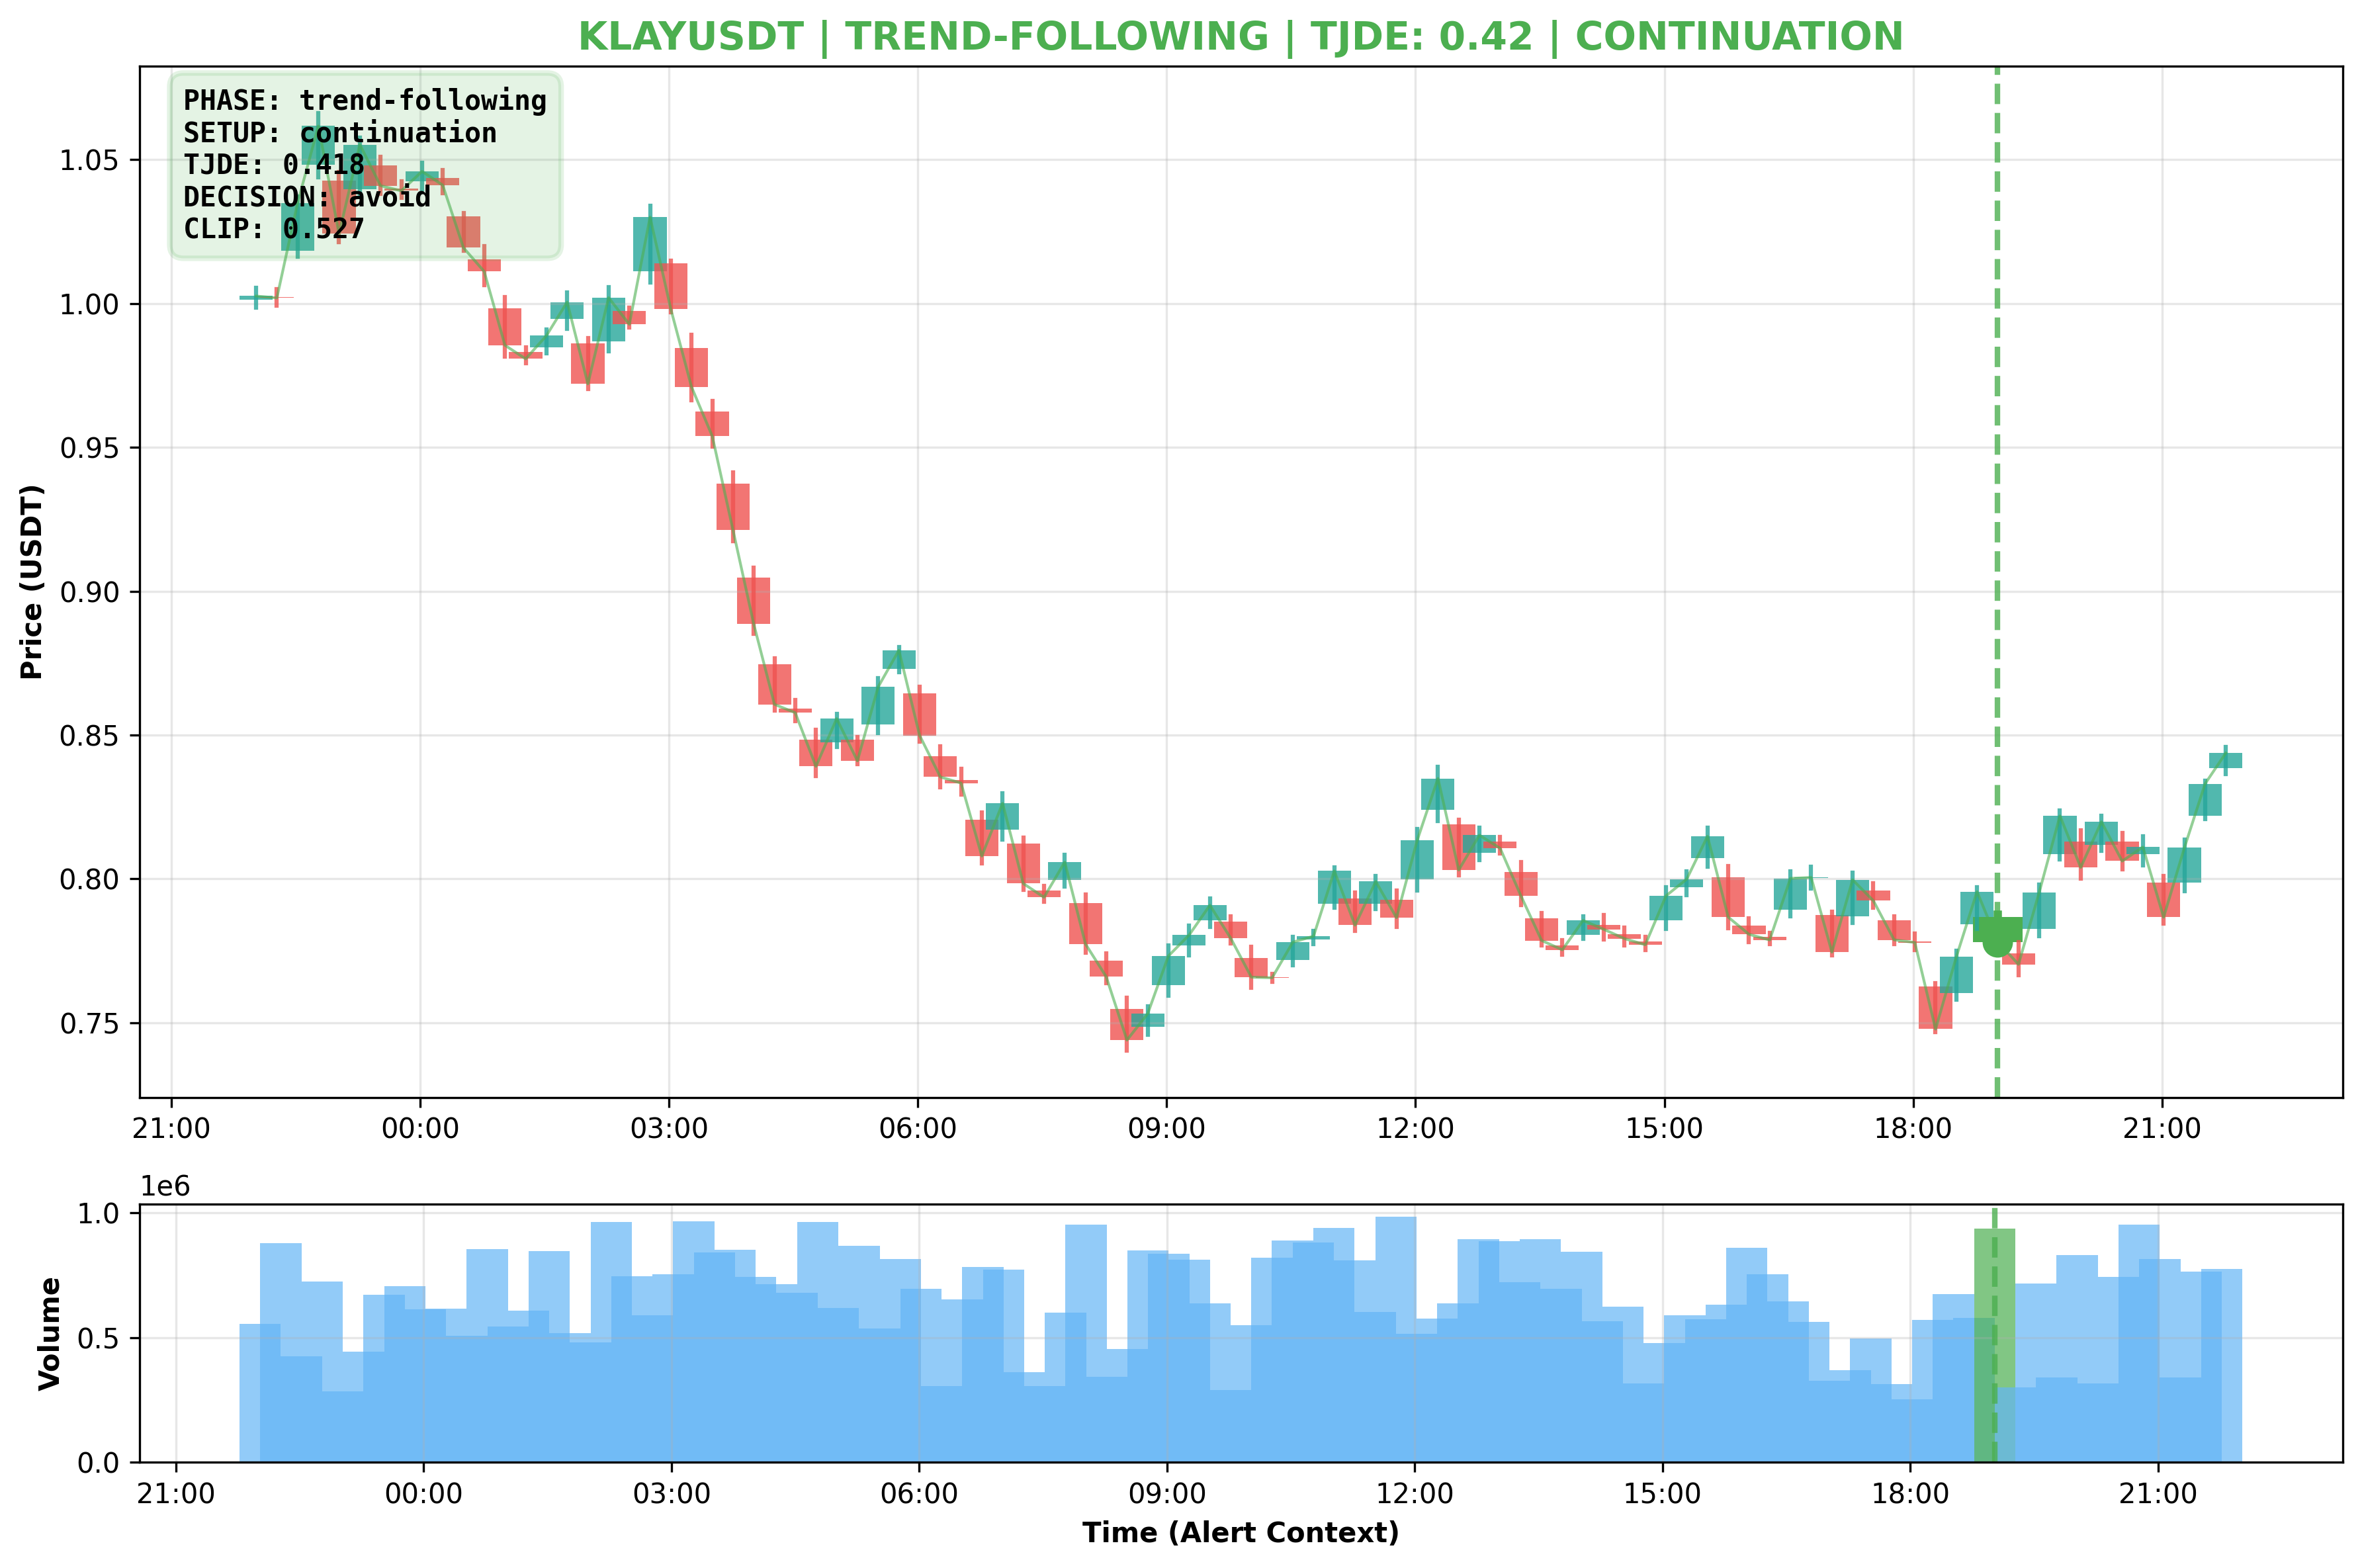 KLAYUSDT | TREND-FOLLOWING | TJDE: 0.42 | CONTINUATION
PHASE: trend-following
SETUP: continuation
TJDE: 0.418
DECISION: avoid
CLIP: 0.527
Price (USDT)
1.05
1.00
0.95
0.90
0.85
0.80
0.75
21:00 00:00 03:00 06:00 09:00 12:00 15:00 18:00 21:00
1e6
Volume
1.0
0.5
0.0
21:00 00:00 03:00 06:00 09:00 12:00 15:00 18:00 21:00
Time (Alert Context)